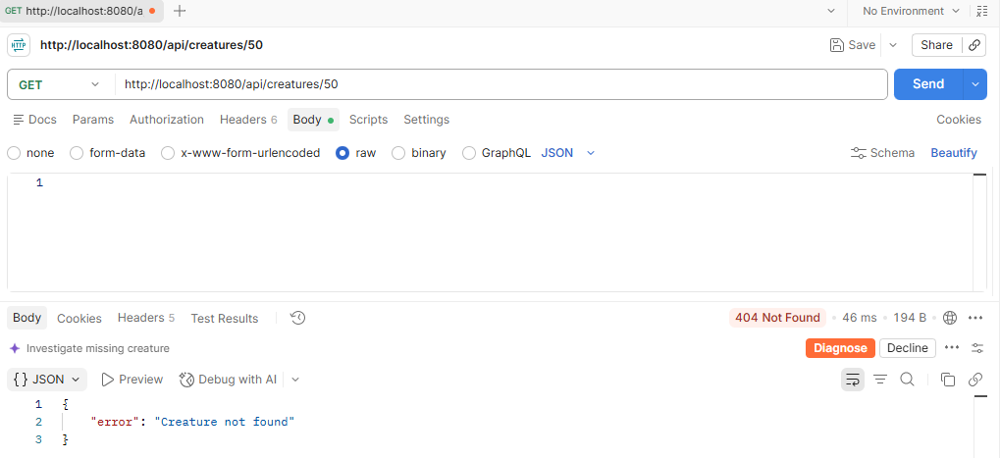 GET http://localhost:8080/a
No Environment
HTTP http://localhost:8080/api/creatures/50
Save
Share
GET
http://localhost:8080/api/creatures/50
Send
Docs Params Authorization Headers 6 Body Scripts Settings
Cookies
none form-data x-www-form-urlencoded raw binary GraphQL JSON
Schema Beautify
1
Body Cookies Headers 5 Test Results
404 Not Found • 46 ms • 194 B •
Investigate missing creature
Diagnose Decline
{} JSON Preview Debug with AI
1 {
2 "error": "Creature not found"
3 }